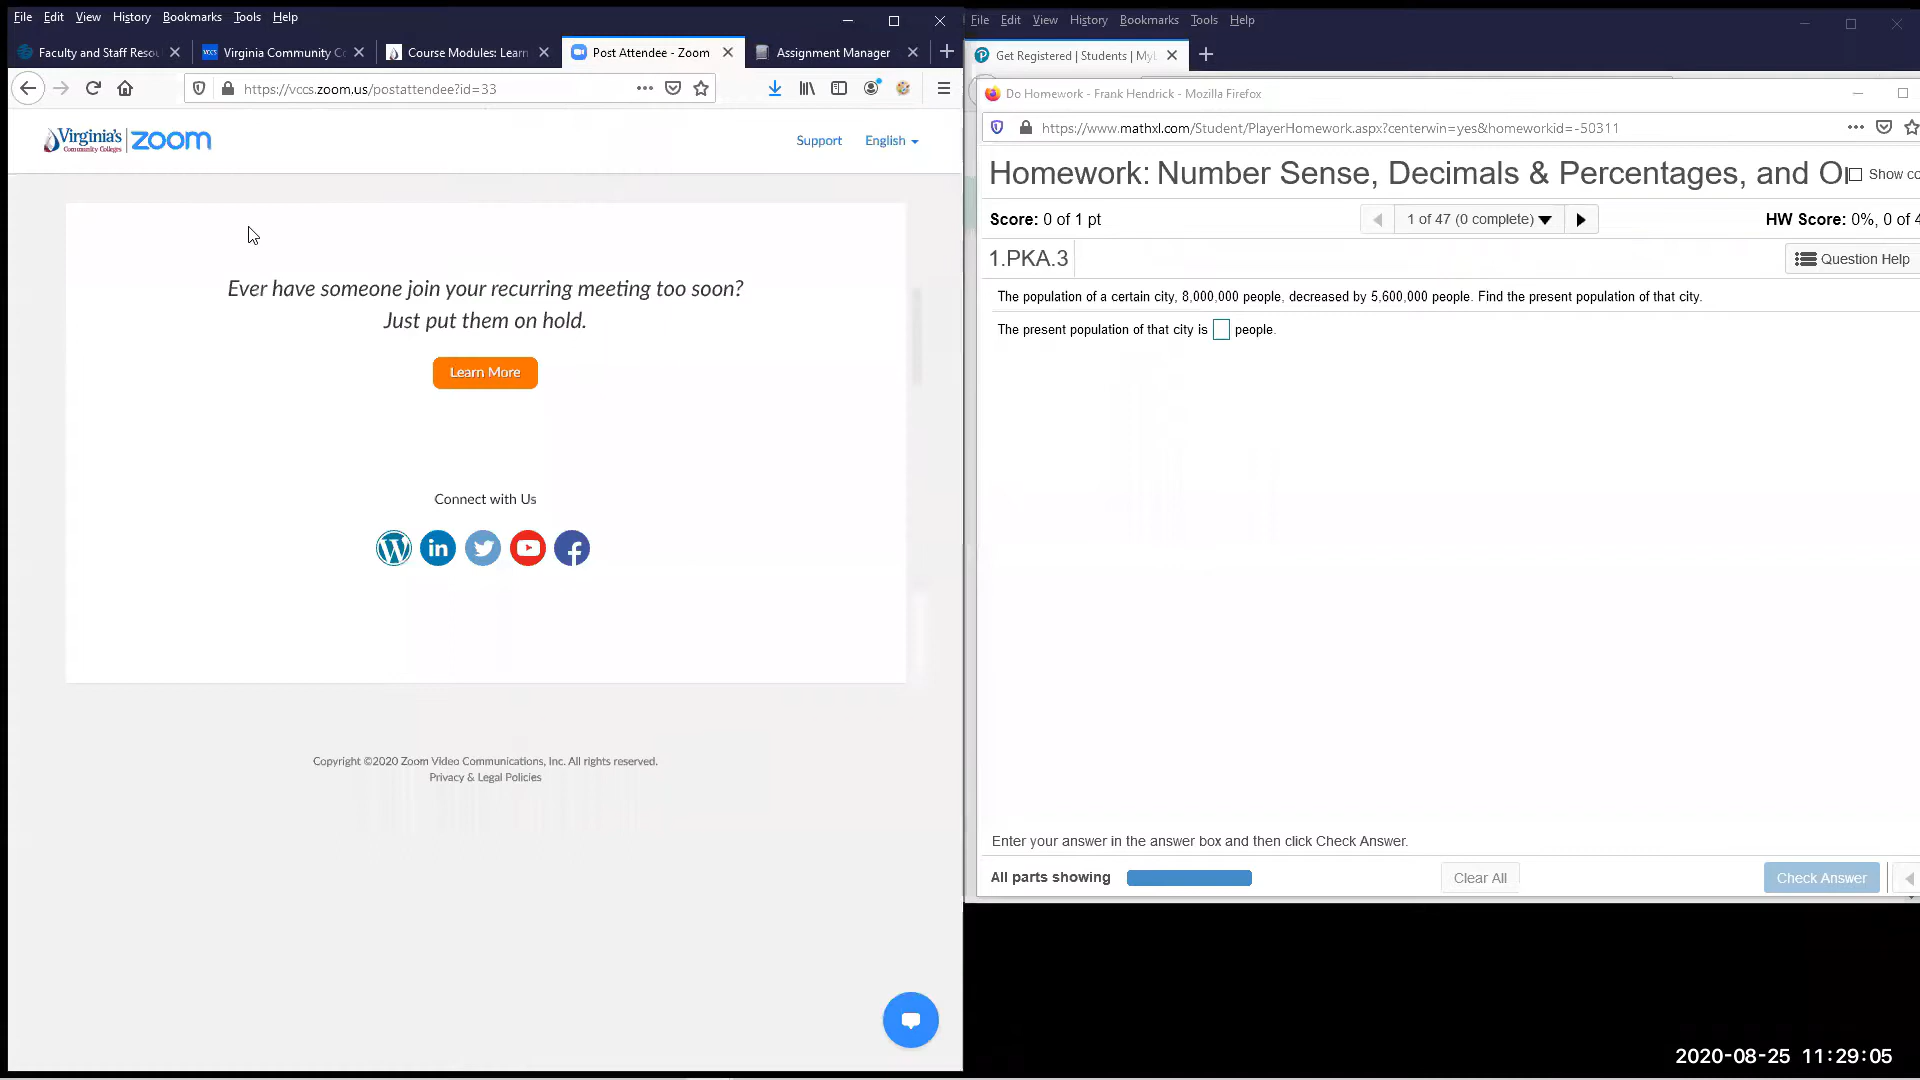 File Edit View History Bookmarks Tools Help
Faculty and Staff Resou
Virginia Community Co
Course Modules: Learn
Post Attendee - Zoom
Assignment Manager
https://vccs.zoom.us/postattendee?id=33
Virginia's
Community Colleges
zoom
Support
English
Ever have someone join your recurring meeting too soon?
Just put them on hold.
Learn More
Connect with Us
Copyright ©2020 Zoom Video Communications, Inc. All rights reserved.
Privacy & Legal Policies
File Edit View History Bookmarks Tools Help
Get Registered | Students | My
Do Homework - Frank Hendrick - Mozilla Firefox
https://www.mathxl.com/Student/PlayerHomework.aspx?centerwin=yes&homeworkid=-50311
Homework: Number Sense, Decimals & Percentages, and Or
Show co
Score: 0 of 1 pt
1 of 47 (0 complete)
HW Score: 0%, 0 of 4
1.PKA.3
Question Help
The population of a certain city, 8,000,000 people, decreased by 5,600,000 people. Find the present population of that city.
The present population of that city is people.
Enter your answer in the answer box and then click Check Answer.
All parts showing
Clear All
Check Answer
2020-08-25 11:29:05